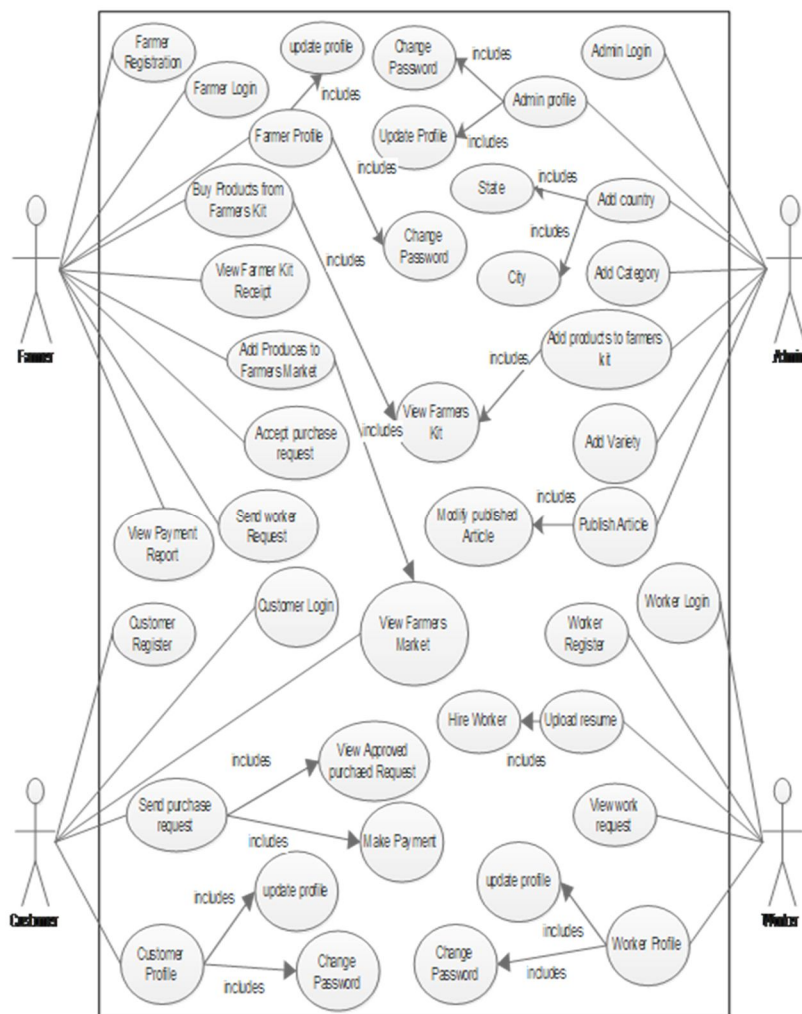 Farmer
Registration
Farmer Login
update profile
includes
Farmer Profile
includes
Change
Password
Buy Products from
Farmers Kit
includes
View Farmer Kit
Receipt
Add Produces to
Farmers Market
includes
Accept purchase
request
Send worker
Request
View Payment
Report
Farmer
Change
Password
includes
Admin Login
Admin profile
Update Profile
includes
State
includes
Add country
includes
City
Add Category
Add products to farmers
kit
includes
View Farmers
Kit
Add Variety
includes
Modify published
Article
Publish Article
Admin
Customer Login
Customer
Register
View Farmers
Market
Worker Login
Worker
Register
Hire Worker
Upload resume
includes
includes
View Approved
purchaed Request
Send purchase
request
includes
Make Payment
View work
request
Customer
Worker
includes
update profile
Customer
Profile
includes
Change
Password
update profile
includes
Worker Profile
Change
Password
includes